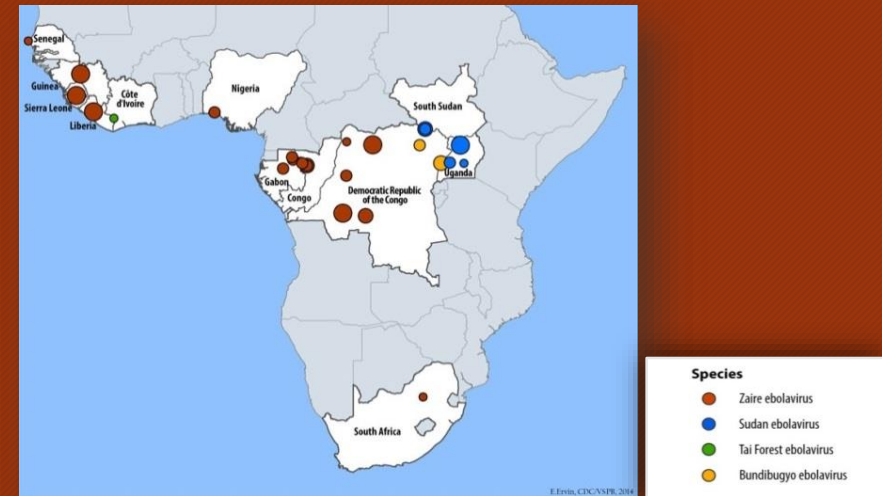 Senegal
Guinea
Sierra Leone
Liberia
Côte
d'Ivoire
Nigeria
South Sudan
Uganda
Gabon
Congo
Democratic Republic
of the Congo
South Africa
E.Ervin, CDC/VSPB, 2014
Species
Zaire ebolavirus
Sudan ebolavirus
Tai Forest ebolavirus
Bundibugyo ebolavirus